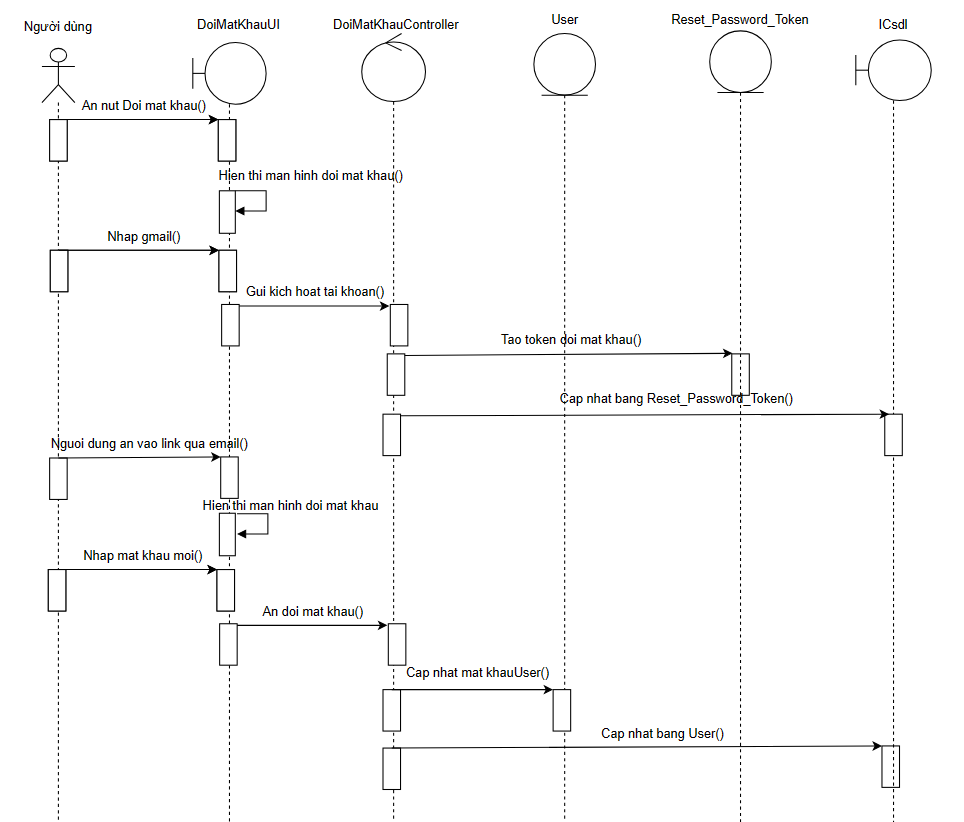 Người dùng
DoiMatKhauUI
DoiMatKhauController
User
Reset_Password_Token
ICsdl
An nut Doi mat khau()
Hien thi man hinh doi mat khau()
Nhap gmail()
Gui kich hoat tai khoan()
Tao token doi mat khau()
Cap nhat bang Reset_Password_Token()
Nguoi dung an vao link qua email()
Hien thi man hinh doi mat khau
Nhap mat khau moi()
An doi mat khau()
Cap nhat mat khauUser()
Cap nhat bang User()